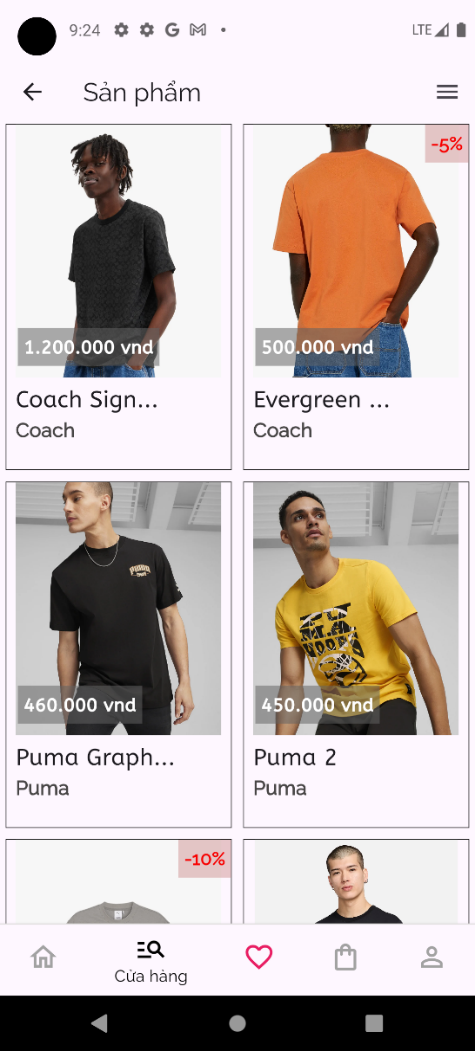 9:24
LTE
Sản phẩm
-5%
1.200.000 vnd
500.000 vnd
Coach Sign...
Evergreen ...
Coach
Coach
PUMA
460.000 vnd
450.000 vnd
Puma Graph...
Puma 2
Puma
Puma
-10%
Cửa hàng